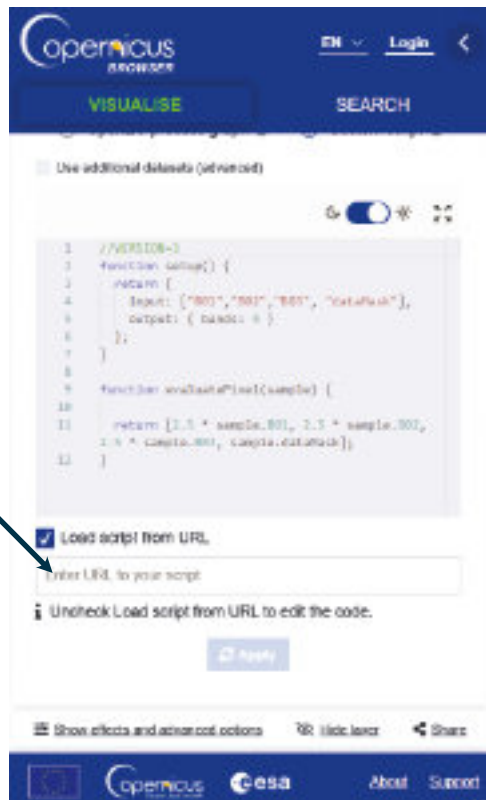 Copernicus
BROWSER
EN Login
VISUALISE SEARCH
Use additional datasets (advanced)
1 //VERSION=3
2 function setup() {
3 return {
4 input: ["B01","B02","B03", "dataMask"],
5 output: { bands: 4 }
6 };
7 }
8
9 function evaluatePixel(sample) {
10
11 return [2.5 * sample.B01, 2.5 * sample.B02,
2.5 * sample.B03, sample.dataMask];
12 }
Load script from URL
Enter URL to your script
Uncheck Load script from URL to edit the code.
Apply
Show effects and advanced options Hide layer Share
Copernicus esa About Support